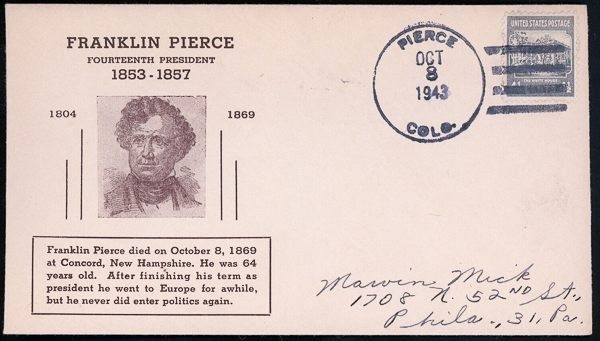 FRANKLIN PIERCE
FOURTEENTH PRESIDENT
1853-1857
1804
1869
Franklin Pierce died on October 8, 1869
at Concord, New Hampshire. He was 64
years old. After finishing his term as
president he went to Europe for awhile,
but he never did enter politics again.
PIERCE
OCT
8
1943
COLO.
UNITED STATES POSTAGE
THE WHITE HOUSE
Marvin Mick
1708 N. 52ND St.,
Phila., 31, Pa.